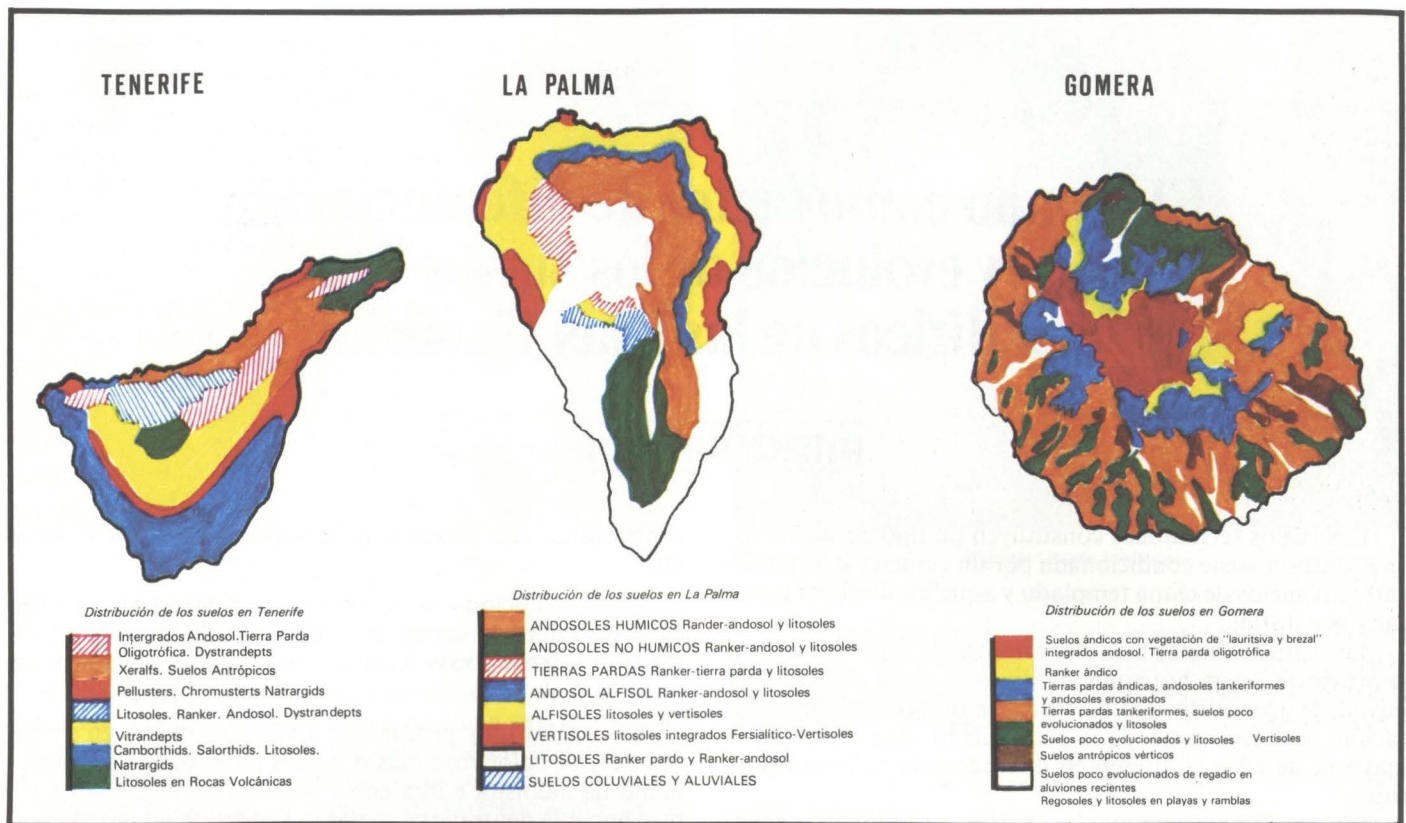 TENERIFE
LA PALMA
GOMERA
Distribución de los suelos en Tenerife
Intergrados Andosol.Tierra Parda
Oligotrófica. Dystrandepts
Xeralfs. Suelos Antrópicos
Pellusters. Chromusterts Natrargids
Litosoles. Ranker. Andosol. Dystrandepts
Vitrandepts
Camborthids. Salorthids. Litosoles.
Natrargids
Litosoles en Rocas Volcánicas
Distribución de los suelos en La Palma
ANDOSOLES HUMICOS Rander-andosol y litosoles
ANDOSOLES NO HUMICOS Ranker-andosol y litosoles
TIERRAS PARDAS Ranker-tierra parda y litosoles
ANDOSOL ALFISOL Ranker-andosol y litosoles
ALFISOLES litosoles y vertisoles
VERTISOLES litosoles integrados Fersialítico-Vertisoles
LITOSOLES Ranker pardo y Ranker-andosol
SUELOS COLUVIALES Y ALUVIALES
Distribución de los suelos en Gomera
Suelos ándicos con vegetación de "lauritsiva y brezal"
integrados andosol. Tierra parda oligotrófica
Ranker ándico
Tierras pardas ándicas, andosoles tankeriformes
y andosoles erosionados
Tierras pardas tankeriformes, suelos poco
evolucionados y litosoles
Suelos poco evolucionados y litosoles Vertisoles
Suelos antrópicos vérticos
Suelos poco evolucionados de regadio en
aluviones recientes
Regosoles y litosoles en playas y ramblas